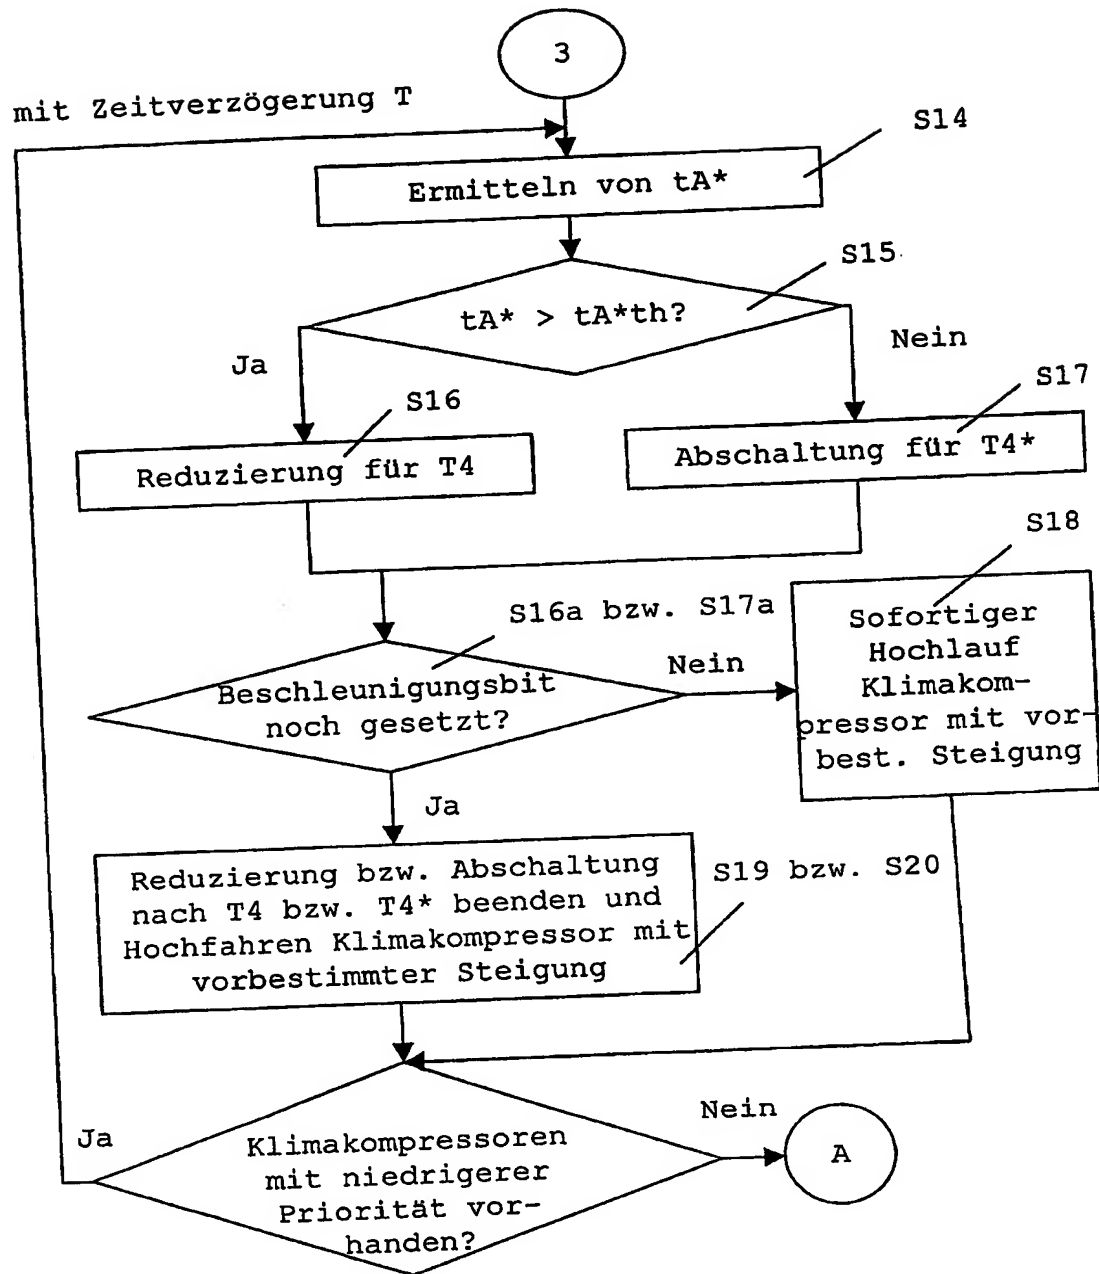 3
mit Zeitverzögerung T
S14
Ermitteln von tA*
S15
tA* > tA*th?
Ja
Nein
S16
S17
Reduzierung für T4
Abschaltung für T4*
S18
S16a bzw. S17a
Beschleunigungsbit
noch gesetzt?
Nein
Sofortiger
Hochlauf
Klimakom-
pressor mit vor-
best. Steigung
Ja
S19 bzw. S20
Reduzierung bzw. Abschaltung
nach T4 bzw. T4* beenden und
Hochfahren Klimakompressor mit
vorbestimmter Steigung
Ja
Nein
Klimakompressoren
mit niedrigerer
Priorität vor-
handen?
A